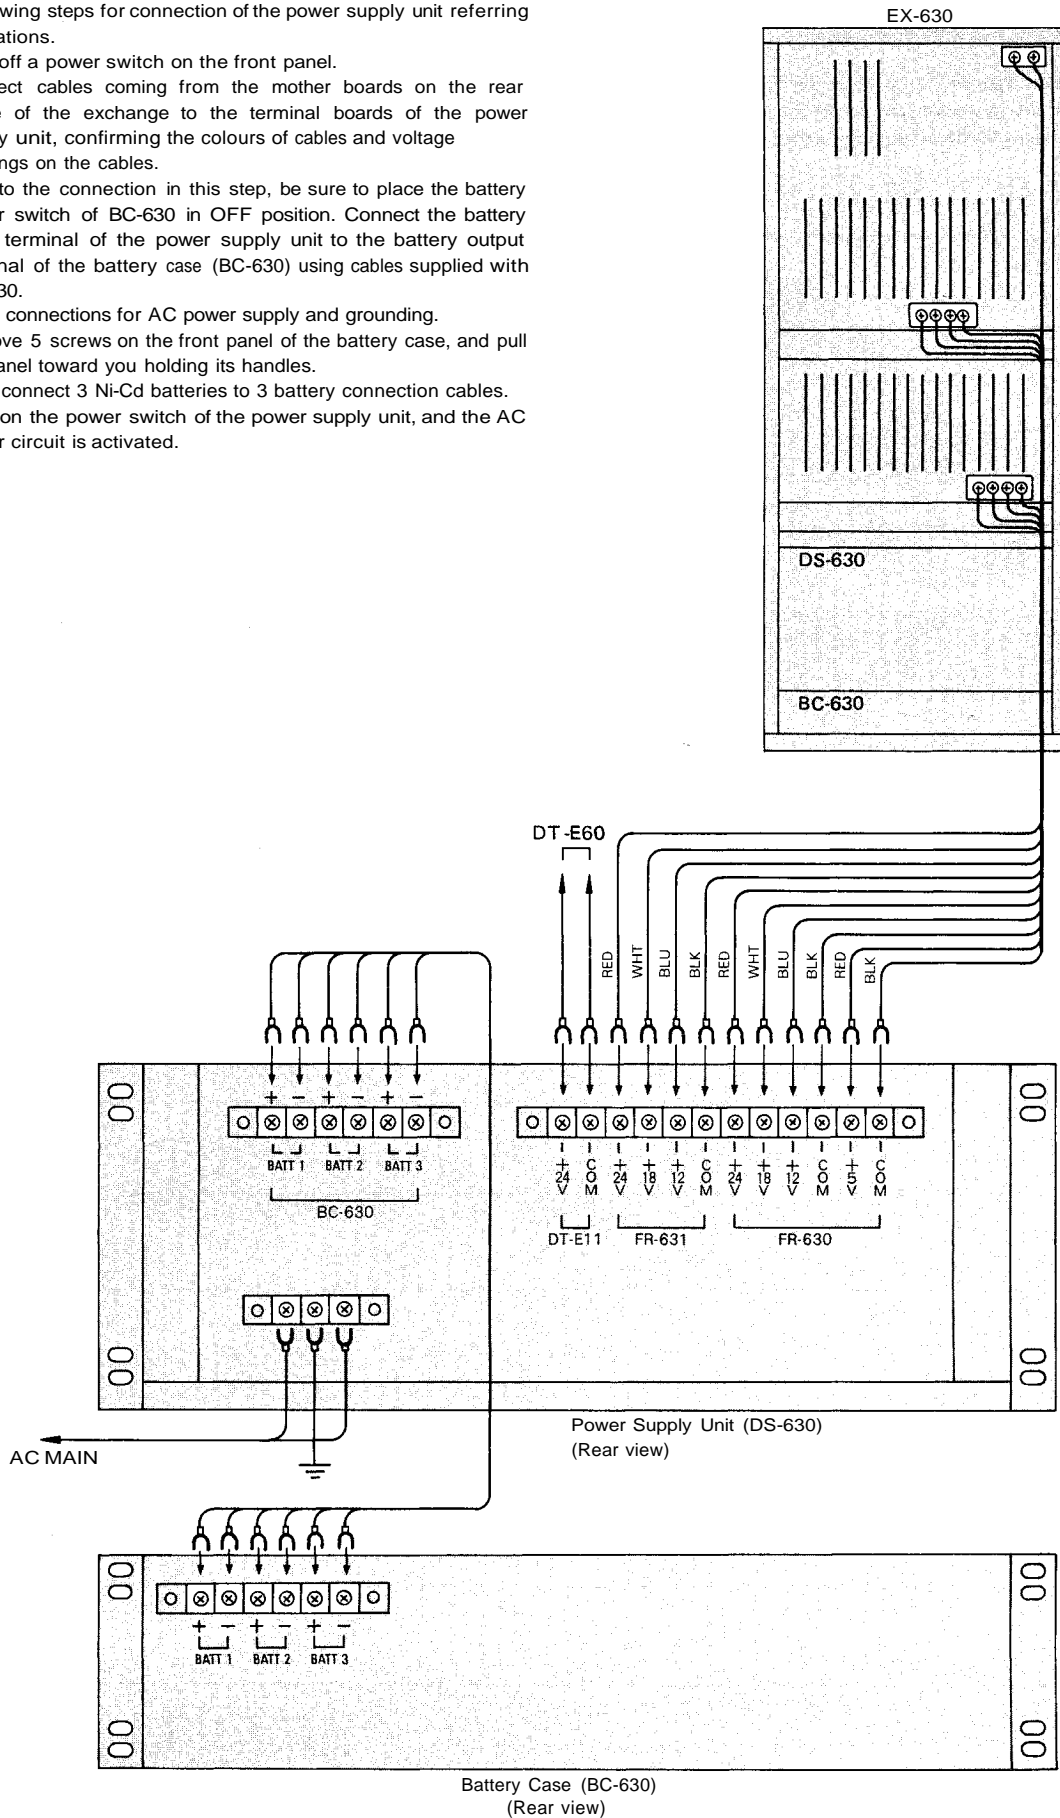 wing steps for connection of the power supply unit referring
ations.
off a power switch on the front panel.
ect cables coming from the mother boards on the rear
of the exchange to the terminal boards of the power
y unit, confirming the colours of cables and voltage
ngs on the cables.
to the connection in this step, be sure to place the battery
r switch of BC-630 in OFF position. Connect the battery
terminal of the power supply unit to the battery output
nal of the battery case (BC-630) using cables supplied with
30.
connections for AC power supply and grounding.
ove 5 screws on the front panel of the battery case, and pull
anel toward you holding its handles.
connect 3 Ni-Cd batteries to 3 battery connection cables.
on the power switch of the power supply unit, and the AC
r circuit is activated.
EX-630
DS-630
BC-630
DT-E60
RED
WHT
BLU
BLK
RED
WHT
BLU
BLK
RED
BLK
+ − + − + −
BATT 1 BATT 2 BATT 3
BC-630
+24V COM +24V +18V +12V COM +24V +18V +12V COM +5V COM
DT-E11 FR-631 FR-630
Power Supply Unit (DS-630)
(Rear view)
AC MAIN
+ − + − + −
BATT 1 BATT 2 BATT 3
Battery Case (BC-630)
(Rear view)